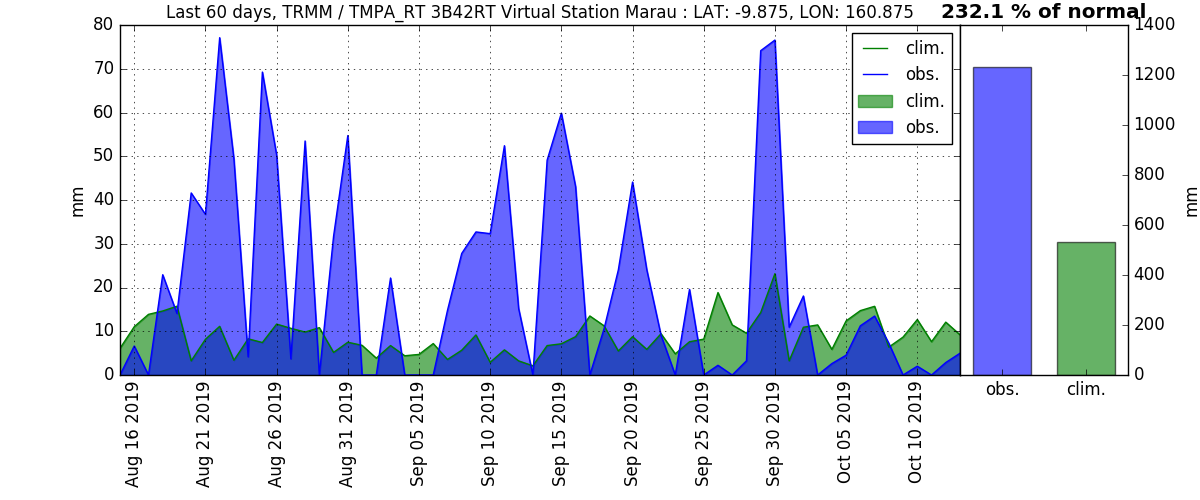 Last 60 days, TRMM / TMPA_RT 3B42RT Virtual Station Marau : LAT: -9.875, LON: 160.875
232.1 % of normal
80
70
60
50
40
30
20
10
0
mm
clim.
obs.
clim.
obs.
Aug 16 2019
Aug 21 2019
Aug 26 2019
Aug 31 2019
Sep 05 2019
Sep 10 2019
Sep 15 2019
Sep 20 2019
Sep 25 2019
Sep 30 2019
Oct 05 2019
Oct 10 2019
1400
1200
1000
800
600
400
200
0
mm
obs.
clim.